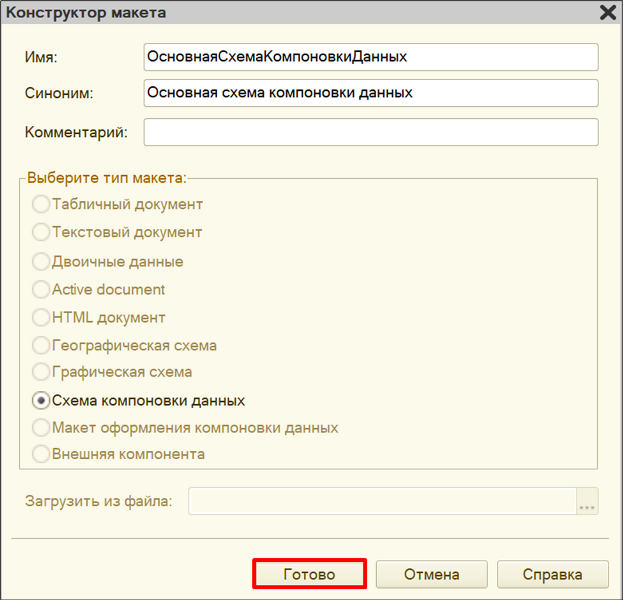 Конструктор макета
Имя: ОсновнаяСхемаКомпоновкиДанных
Синоним: Основная схема компоновки данных
Комментарий:
Выберите тип макета:
Табличный документ
Текстовый документ
Двоичные данные
Active document
HTML документ
Географическая схема
Графическая схема
Схема компоновки данных
Макет оформления компоновки данных
Внешняя компонента
Загрузить из файла: ...
Готово Отмена Справка